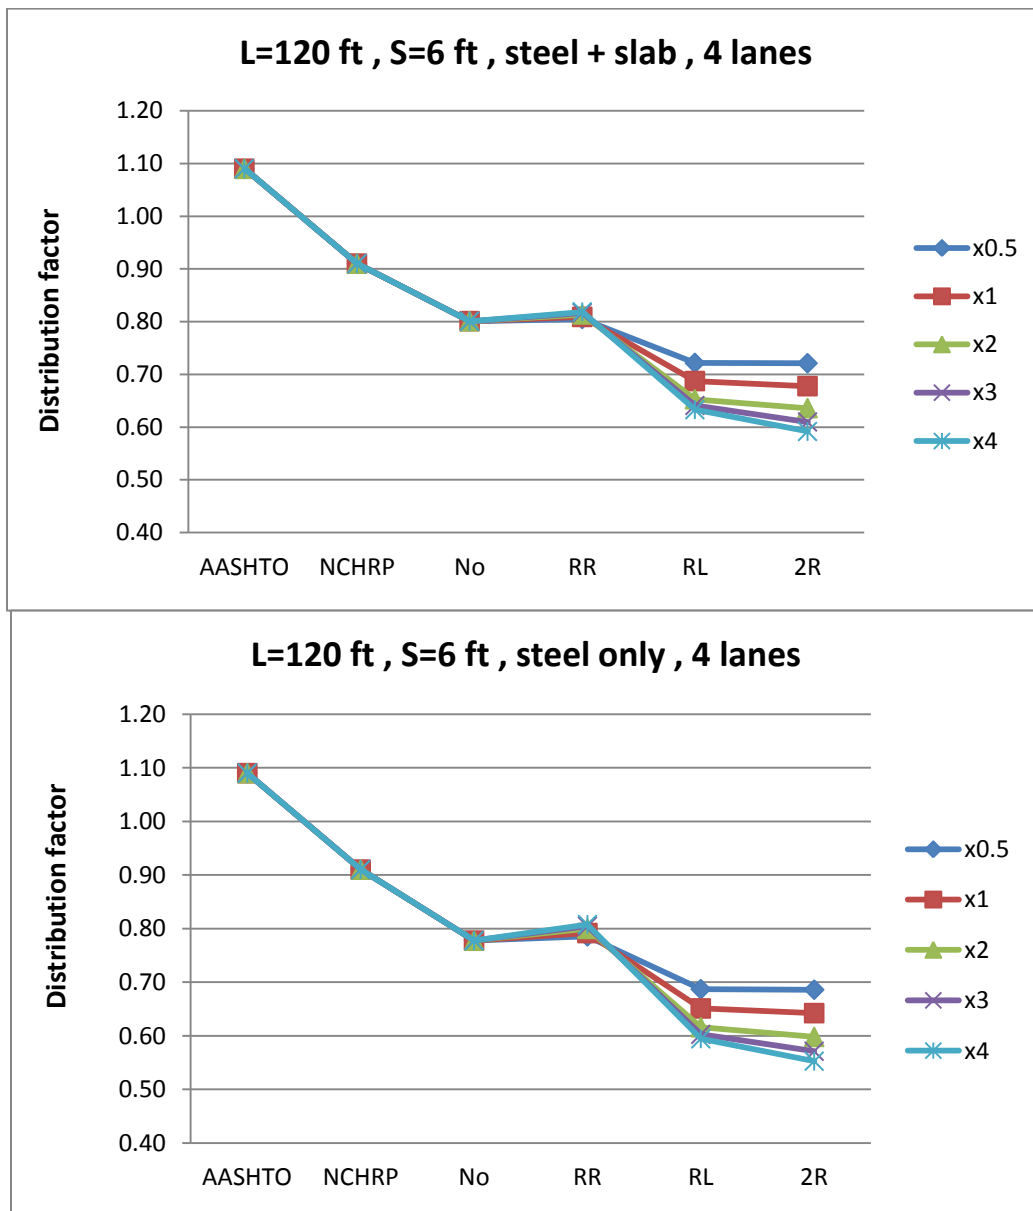 L=120 ft , S=6 ft , steel + slab , 4 lanes
Distribution factor
1.20
1.10
1.00
0.90
0.80
0.70
0.60
0.50
0.40
AASHTO NCHRP No RR RL 2R
x0.5
x1
x2
x3
x4
L=120 ft , S=6 ft , steel only , 4 lanes
Distribution factor
1.20
1.10
1.00
0.90
0.80
0.70
0.60
0.50
0.40
AASHTO NCHRP No RR RL 2R
x0.5
x1
x2
x3
x4